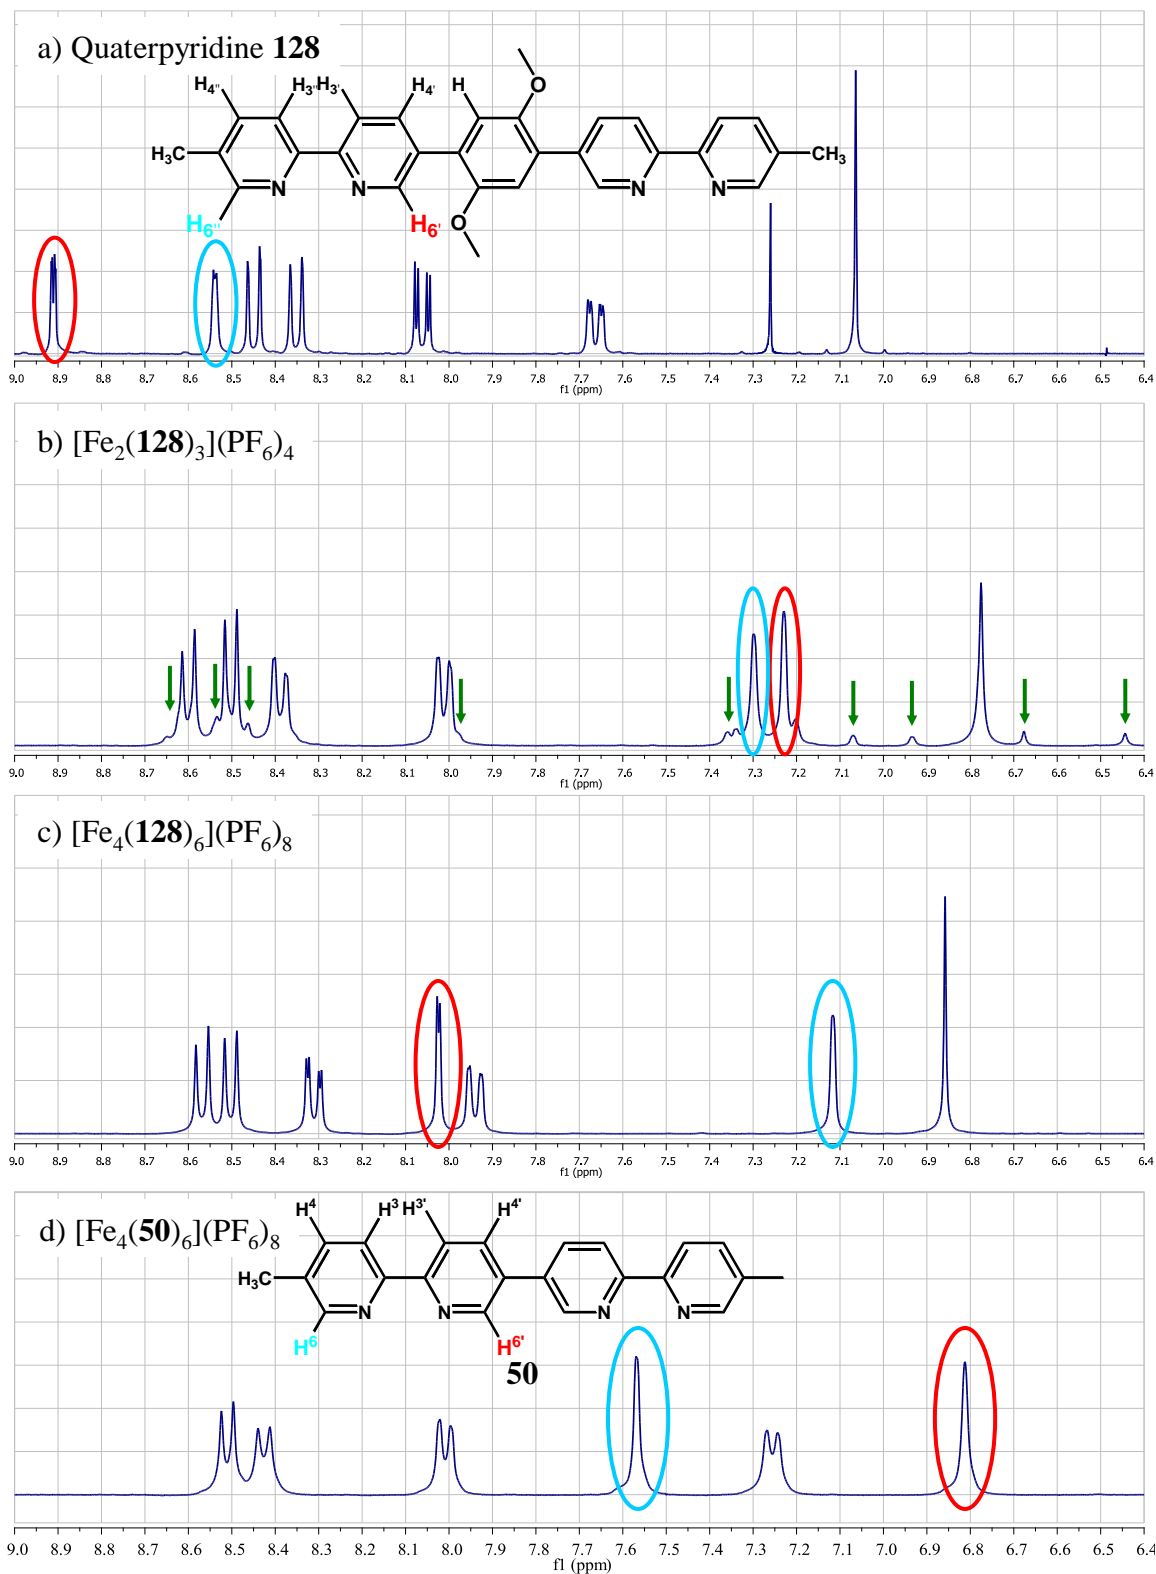 a) Quaterpyridine 128
O
H4'' H3'' H3' H4' H
H3C N N N N CH3
H6'' H6' O
9.0 8.9 8.8 8.7 8.6 8.5 8.4 8.3 8.2 8.1 8.0 7.9 7.8 7.7 7.6 7.5 7.4 7.3 7.2 7.1 7.0 6.9 6.8 6.7 6.6 6.5 6.4
f1 (ppm)
b) [Fe2(128)3](PF6)4
9.0 8.9 8.8 8.7 8.6 8.5 8.4 8.3 8.2 8.1 8.0 7.9 7.8 7.7 7.6 7.5 7.4 7.3 7.2 7.1 7.0 6.9 6.8 6.7 6.6 6.5 6.4
f1 (ppm)
c) [Fe4(128)6](PF6)8
9.0 8.9 8.8 8.7 8.6 8.5 8.4 8.3 8.2 8.1 8.0 7.9 7.8 7.7 7.6 7.5 7.4 7.3 7.2 7.1 7.0 6.9 6.8 6.7 6.6 6.5 6.4
f1 (ppm)
d) [Fe4(50)6](PF6)8
H4 H3 H3' H4'
H3C N N N N
H6 H6'
50
9.0 8.9 8.8 8.7 8.6 8.5 8.4 8.3 8.2 8.1 8.0 7.9 7.8 7.7 7.6 7.5 7.4 7.3 7.2 7.1 7.0 6.9 6.8 6.7 6.6 6.5 6.4
f1 (ppm)